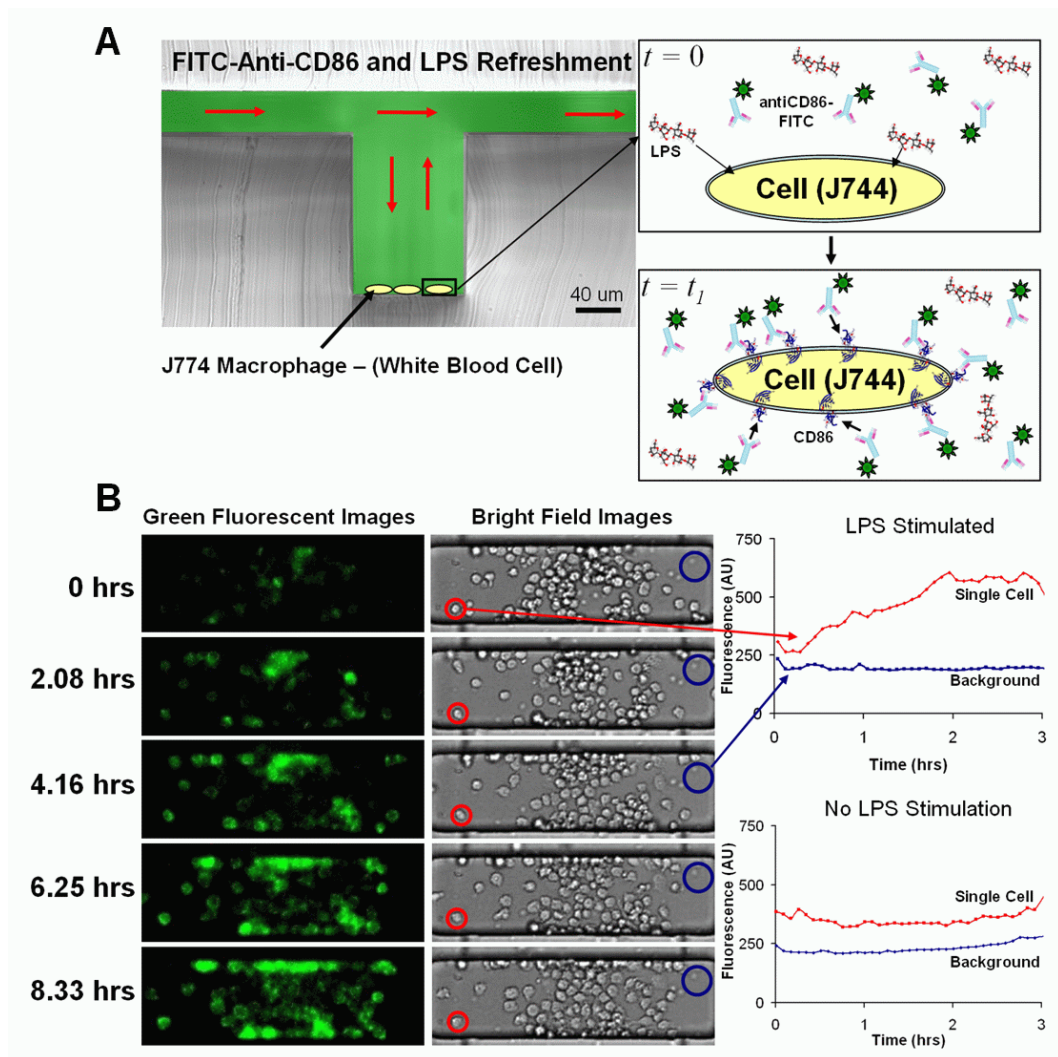 A
FITC-Anti-CD86 and LPS Refreshment
40 um
J774 Macrophage – (White Blood Cell)
t = 0
antiCD86-
FITC
LPS
Cell (J744)
t = t1
Cell (J744)
CD86
B
Green Fluorescent Images
Bright Field Images
0 hrs
2.08 hrs
4.16 hrs
6.25 hrs
8.33 hrs
LPS Stimulated
Fluorescence (AU)
750
500
250
0
Single Cell
Background
0 1 2 3
Time (hrs)
No LPS Stimulation
Fluorescence (AU)
750
500
250
0
Single Cell
Background
0 1 2 3
Time (hrs)